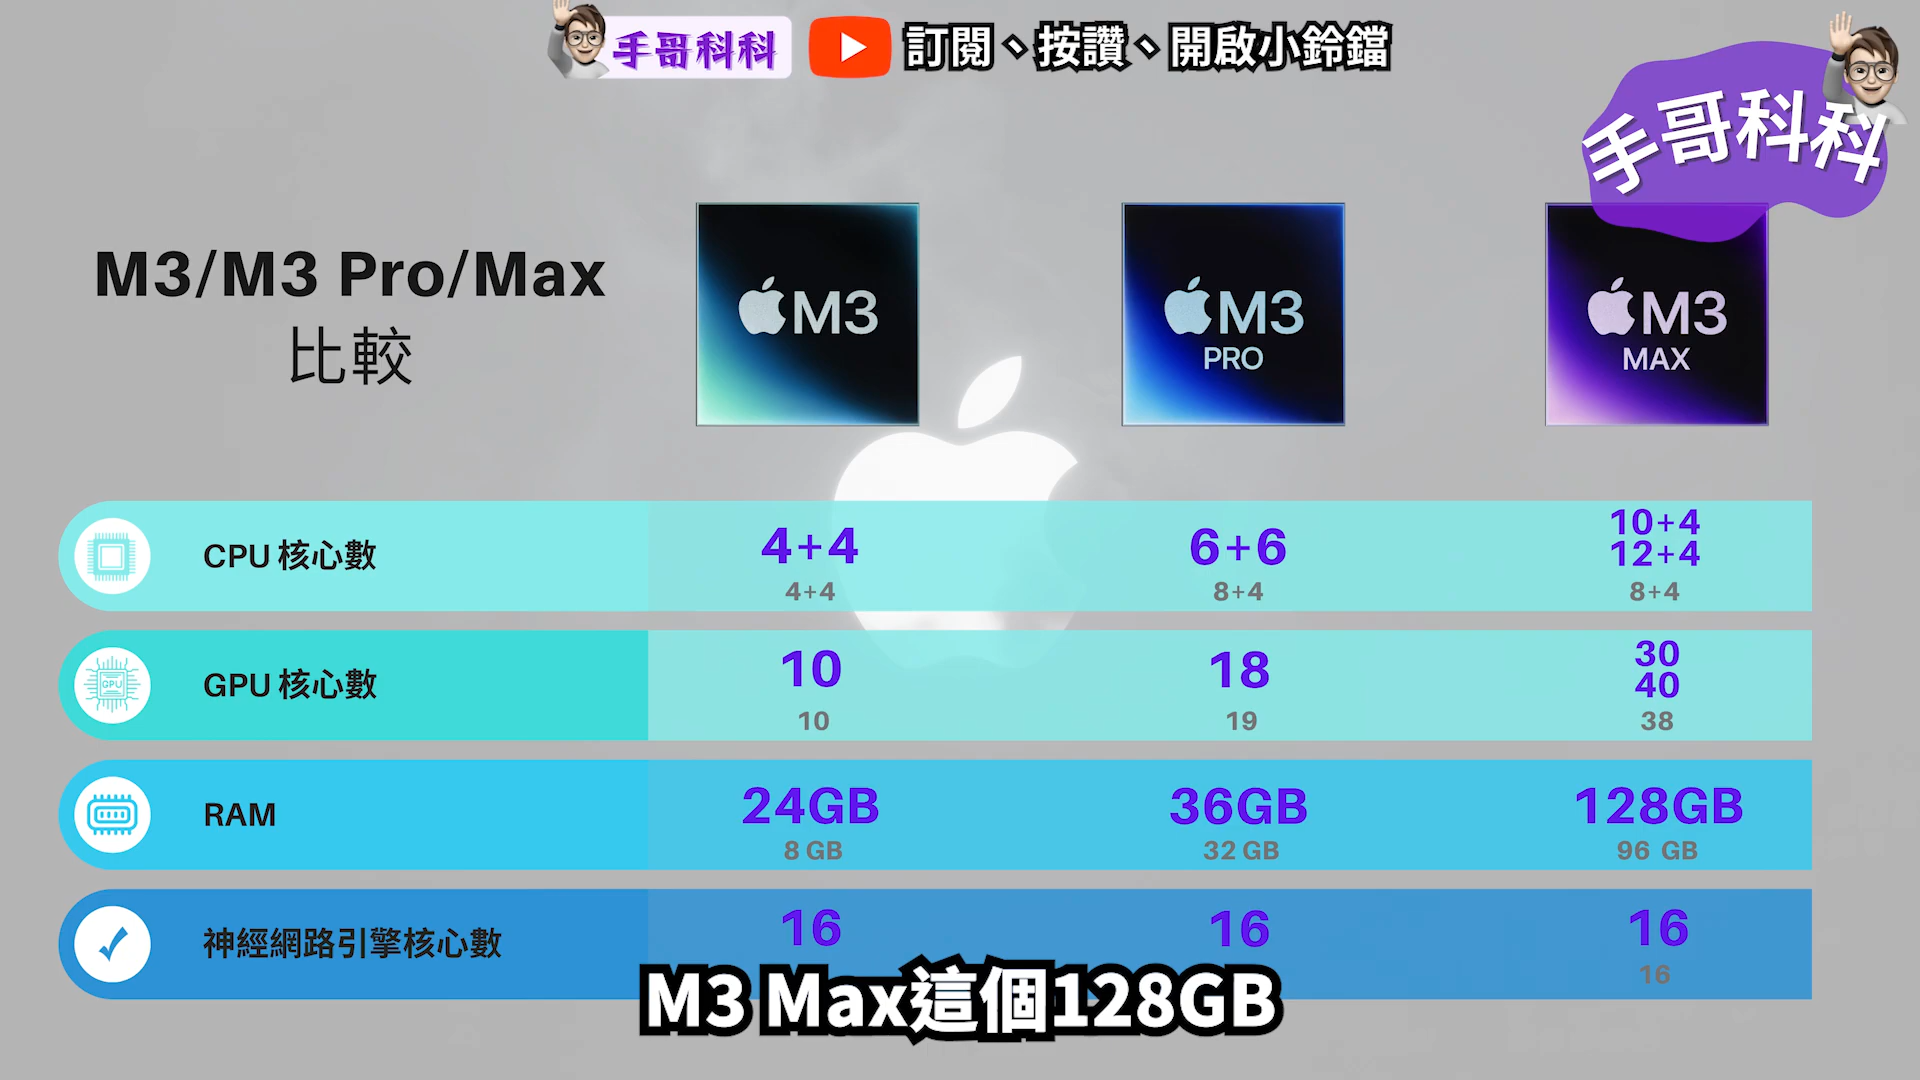 手哥科科
訂閱、按讚、開啟小鈴鐺
手哥科科
M3/M3 Pro/Max
比較
M3
M3
PRO
M3
MAX
CPU 核心數
4+4
4+4
6+6
8+4
10+4
12+4
8+4
GPU
GPU 核心數
10
10
18
19
30
40
38
RAM
24GB
8 GB
36GB
32 GB
128GB
96 GB
神經網路引擎核心數
16
16
16
16
M3 Max這個128GB